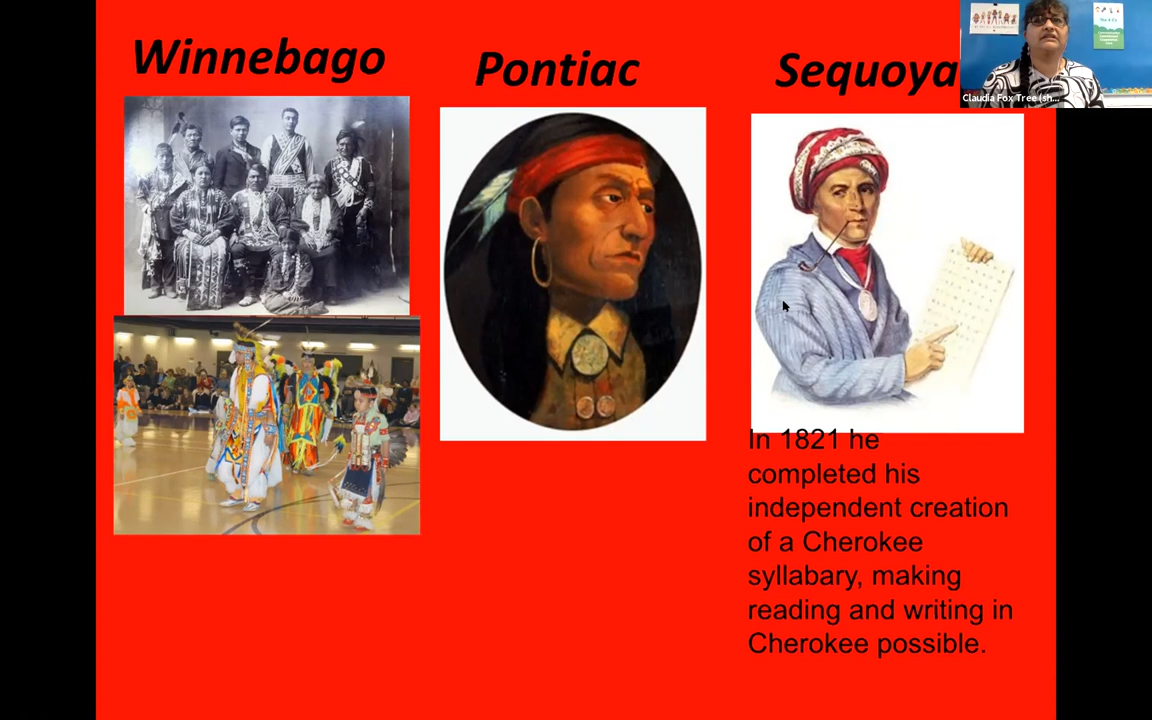 Winnebago
Pontiac
Sequoya
Claudia Fox Tree (sh...
In 1821 he
completed his
independent creation
of a Cherokee
syllabary, making
reading and writing in
Cherokee possible.